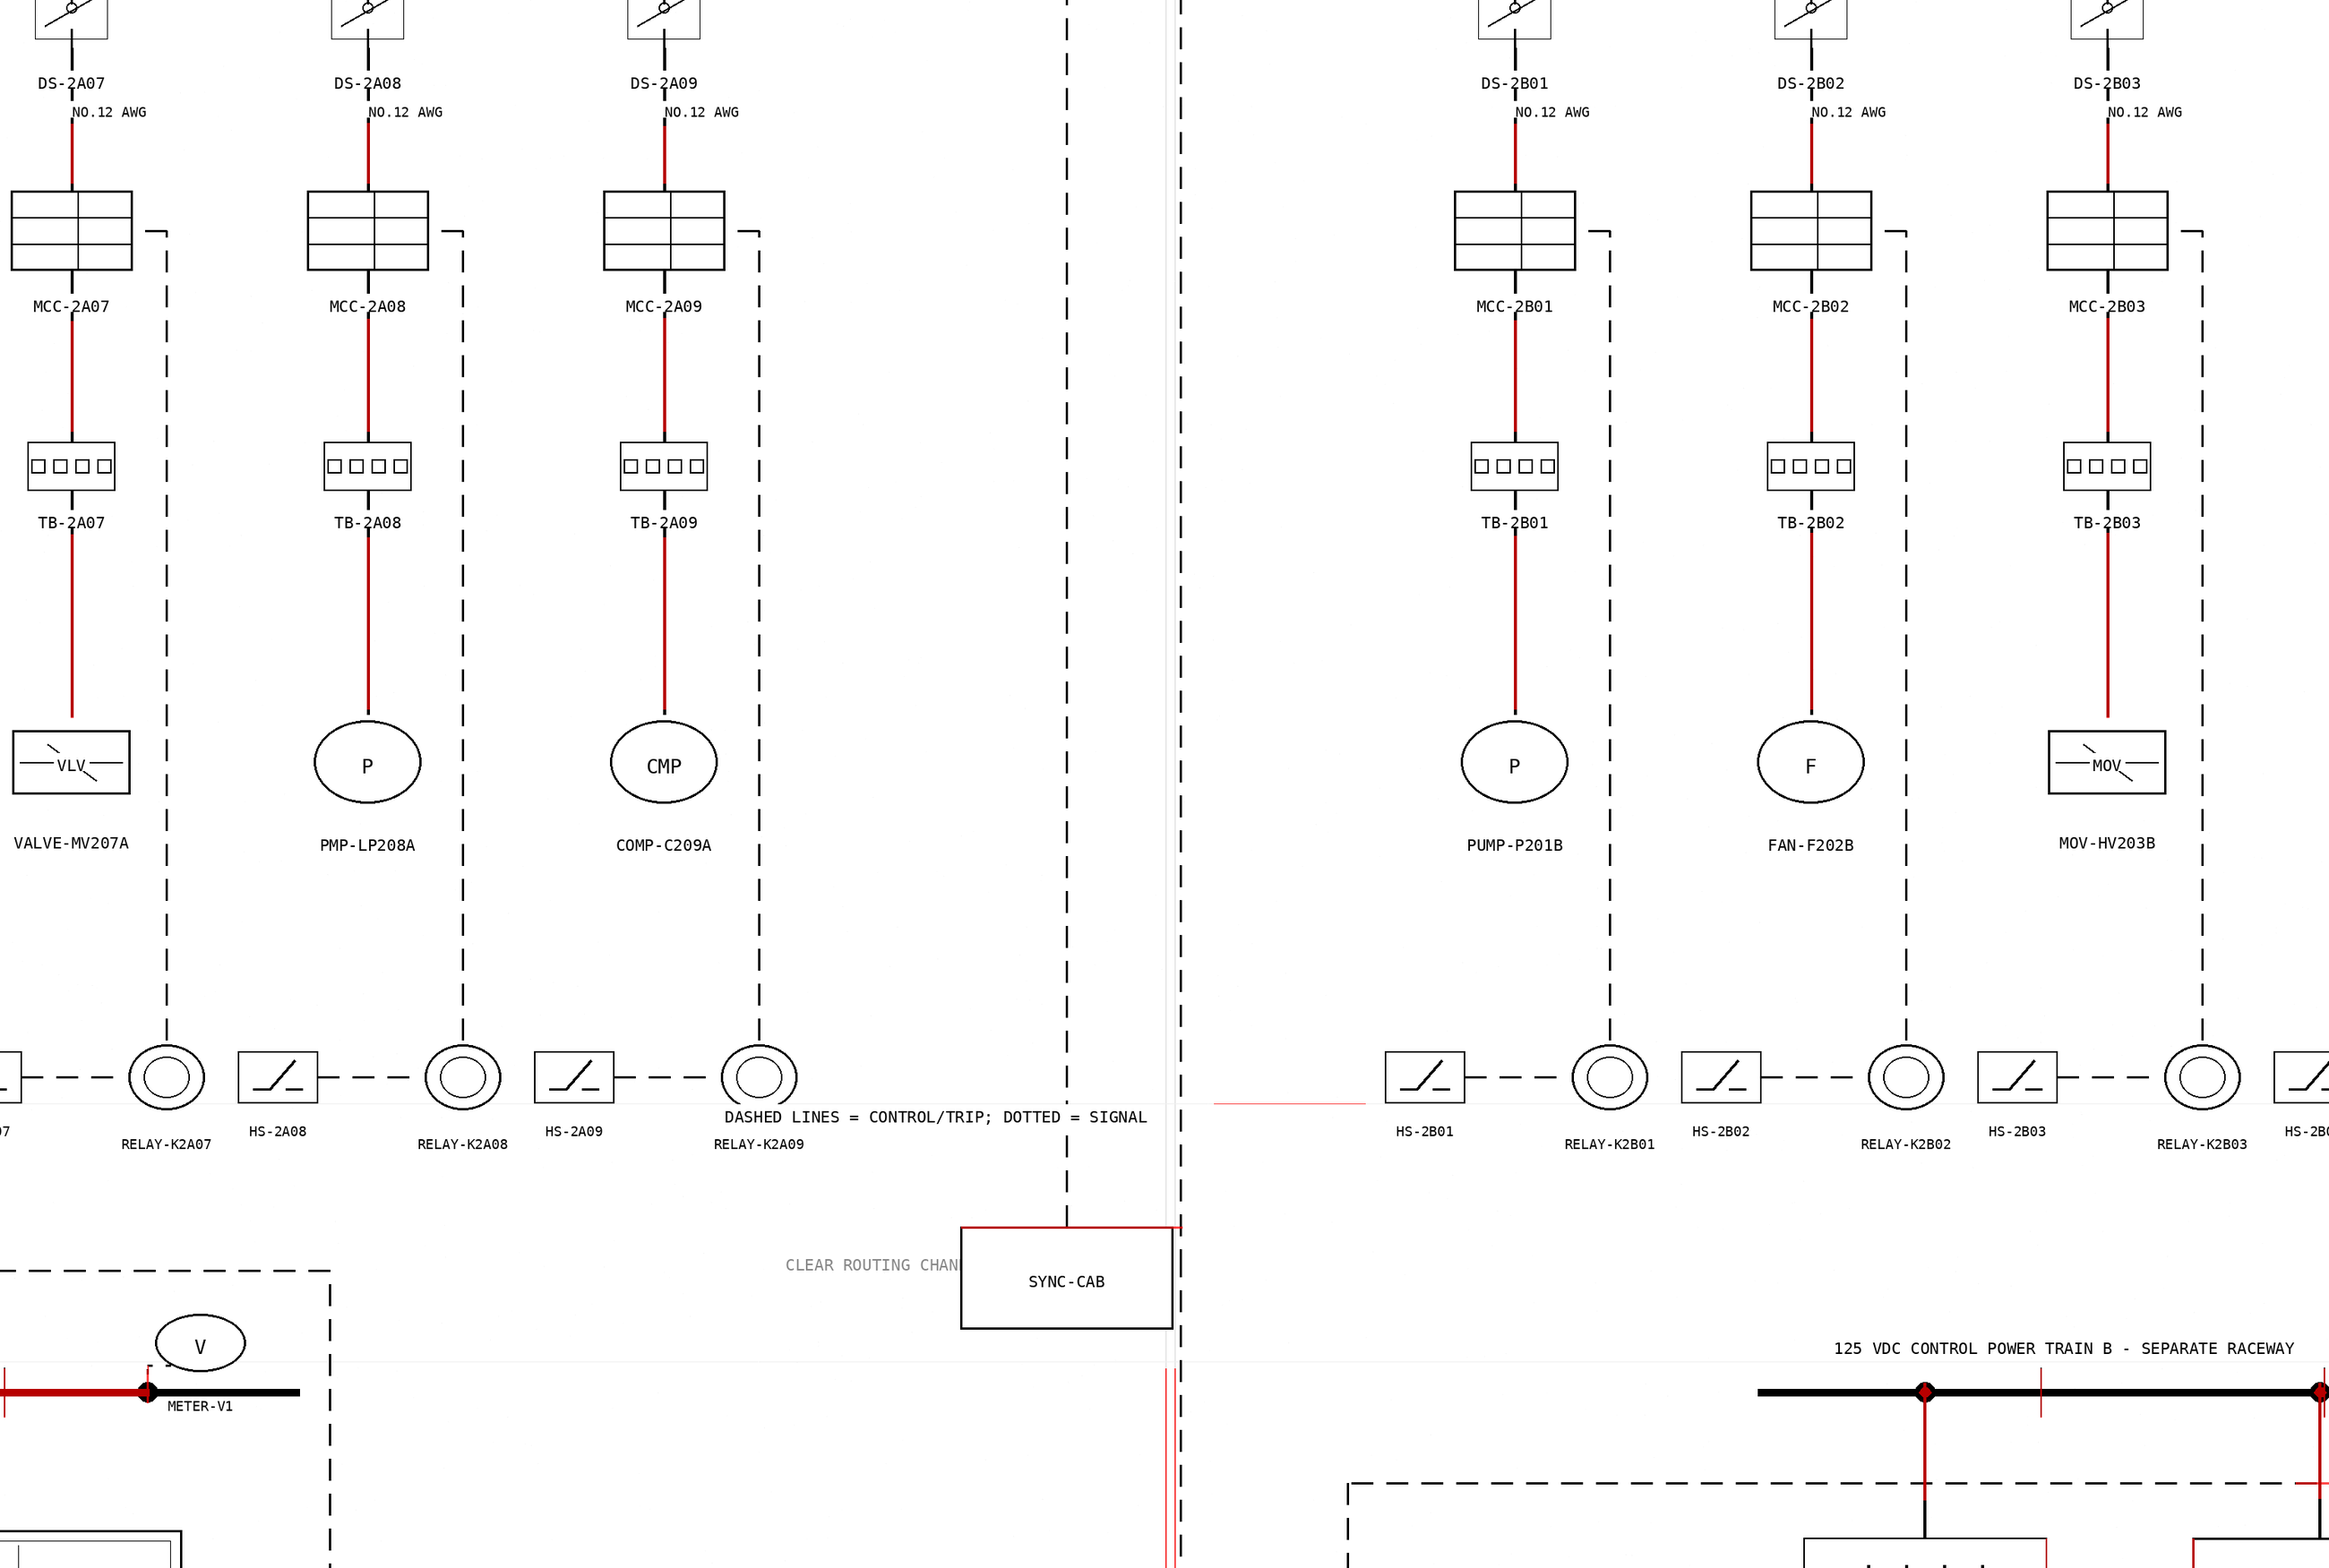 DS-2A07 DS-2A08 DS-2A09 DS-2B01 DS-2B02 DS-2B03
NO.12 AWG NO.12 AWG NO.12 AWG NO.12 AWG NO.12 AWG NO.12 AWG
MCC-2A07 MCC-2A08 MCC-2A09 MCC-2B01 MCC-2B02 MCC-2B03
TB-2A07 TB-2A08 TB-2A09 TB-2B01 TB-2B02 TB-2B03
VLV P CMP P F MOV
VALVE-MV207A PMP-LP208A COMP-C209A PUMP-P201B FAN-F202B MOV-HV203B
DASHED LINES = CONTROL/TRIP; DOTTED = SIGNAL
07 HS-2A08 HS-2A09 HS-2B01 HS-2B02 HS-2B03
RELAY-K2A07 RELAY-K2A08 RELAY-K2A09 RELAY-K2B01 RELAY-K2B02 RELAY-K2B03
CLEAR ROUTING
SYNC-CAB
V
125 VDC CONTROL POWER TRAIN B - SEPARATE RACEWAY
METER-V1